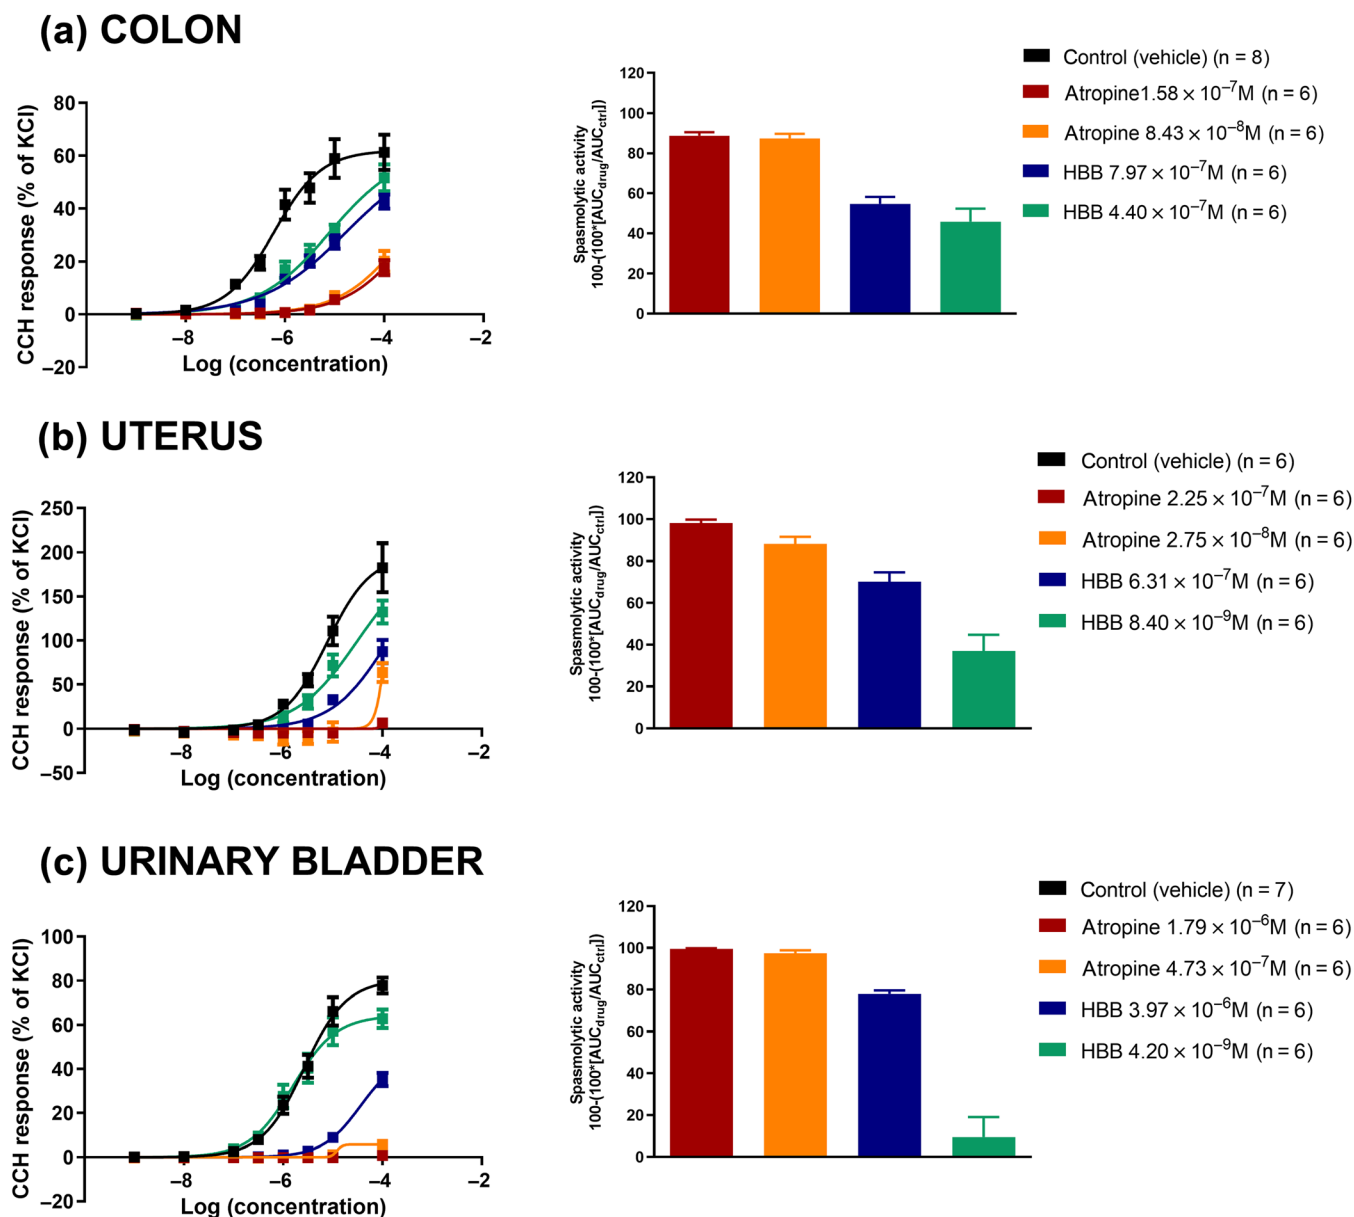 (a) COLON
CCH response (% of KCl)
80
60
40
20
0
−20
−8
−6
−4
−2
Log (concentration)
Spasmolytic activity
100-(100*[AUCdrug/AUCctrl])
120
100
80
60
40
20
0
Control (vehicle) (n = 8)
Atropine1.58 × 10−7M (n = 6)
Atropine 8.43 × 10−8M (n = 6)
HBB 7.97 × 10−7M (n = 6)
HBB 4.40 × 10−7M (n = 6)
(b) UTERUS
CCH response (% of KCl)
250
200
150
100
50
0
−50
−8
−6
−4
−2
Log (concentration)
Spasmolytic activity
100-(100*[AUCdrug/AUCctrl])
120
100
80
60
40
20
0
Control (vehicle) (n = 6)
Atropine 2.25 × 10−7M (n = 6)
Atropine 2.75 × 10−8M (n = 6)
HBB 6.31 × 10−7M (n = 6)
HBB 8.40 × 10−9M (n = 6)
(c) URINARY BLADDER
CCH response (% of KCl)
100
80
60
40
20
0
−20
−8
−6
−4
−2
Log (concentration)
Spasmolytic activity
100-(100*[AUCdrug/AUCctrl])
120
100
80
60
40
20
0
Control (vehicle) (n = 7)
Atropine 1.79 × 10−6M (n = 6)
Atropine 4.73 × 10−7M (n = 6)
HBB 3.97 × 10−6M (n = 6)
HBB 4.20 × 10−9M (n = 6)